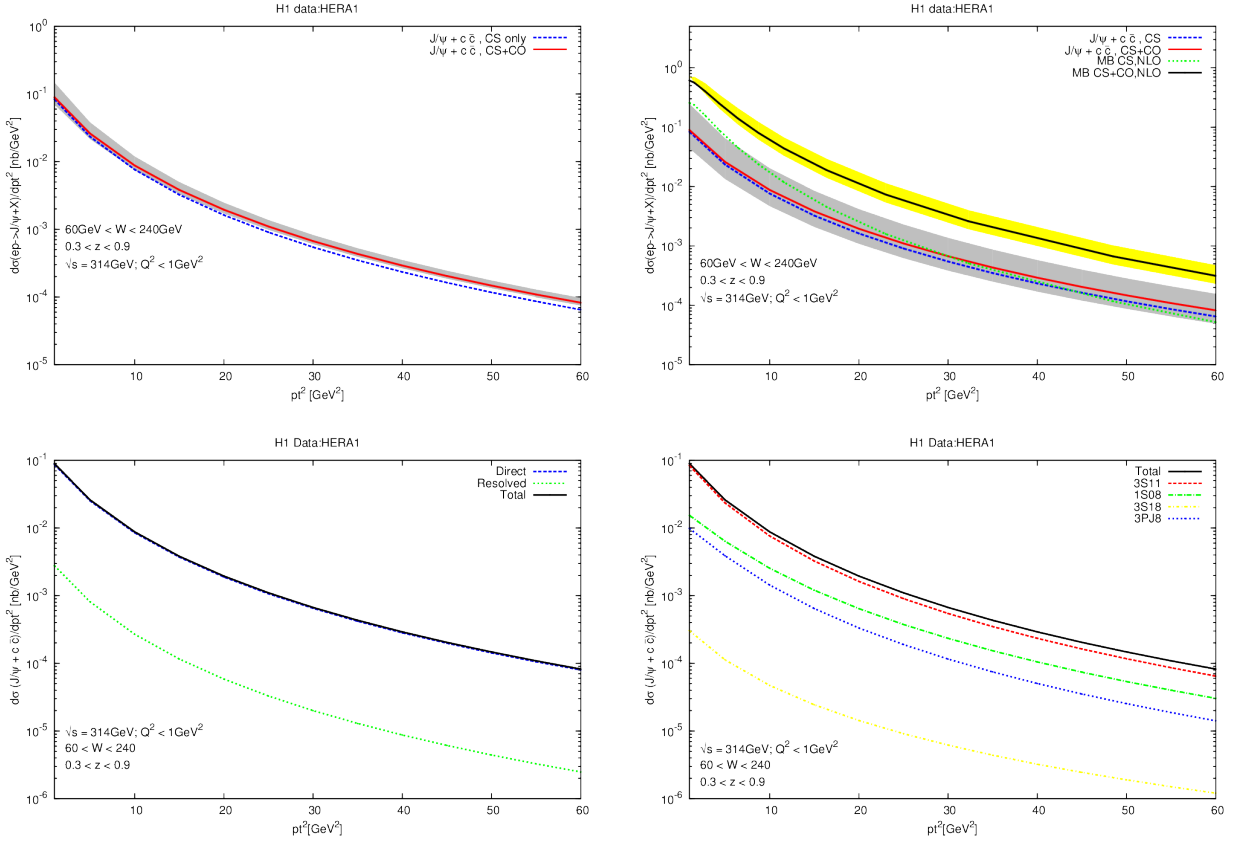 H1 data:HERA1
J/ψ + c c̄ , CS only
J/ψ + c c̄ , CS+CO
dσ(ep->J/ψ+X)/dpt² [nb/GeV²]
10⁰
10⁻¹
10⁻²
10⁻³
10⁻⁴
10⁻⁵
60GeV < W < 240GeV
0.3 < z < 0.9
√s = 314GeV; Q² < 1GeV²
10 20 30 40 50 60
pt² [GeV²]
H1 data:HERA1
J/ψ + c c̄ , CS
J/ψ + c c̄ , CS+CO
MB CS,NLO
MB CS+CO,NLO
dσ(ep->J/ψ+X)/dpt² [nb/GeV²]
10⁰
10⁻¹
10⁻²
10⁻³
10⁻⁴
10⁻⁵
60GeV < W < 240GeV
0.3 < z < 0.9
√s = 314GeV; Q² < 1GeV²
10 20 30 40 50 60
pt² [GeV²]
H1 Data:HERA1
Direct
Resolved
Total
dσ (J/ψ + c c̄)/dpt² [nb/GeV²]
10⁻¹
10⁻²
10⁻³
10⁻⁴
10⁻⁵
10⁻⁶
√s = 314GeV; Q² < 1GeV²
60 < W < 240
0.3 < z < 0.9
10 20 30 40 50 60
pt²[GeV²]
H1 Data:HERA1
Total
3S11
1S08
3S18
3PJ8
dσ (J/ψ + c c̄)/dpt² [nb/GeV²]
10⁻¹
10⁻²
10⁻³
10⁻⁴
10⁻⁵
10⁻⁶
√s = 314GeV; Q² < 1GeV²
60 < W < 240
0.3 < z < 0.9
10 20 30 40 50 60
pt²[GeV²]